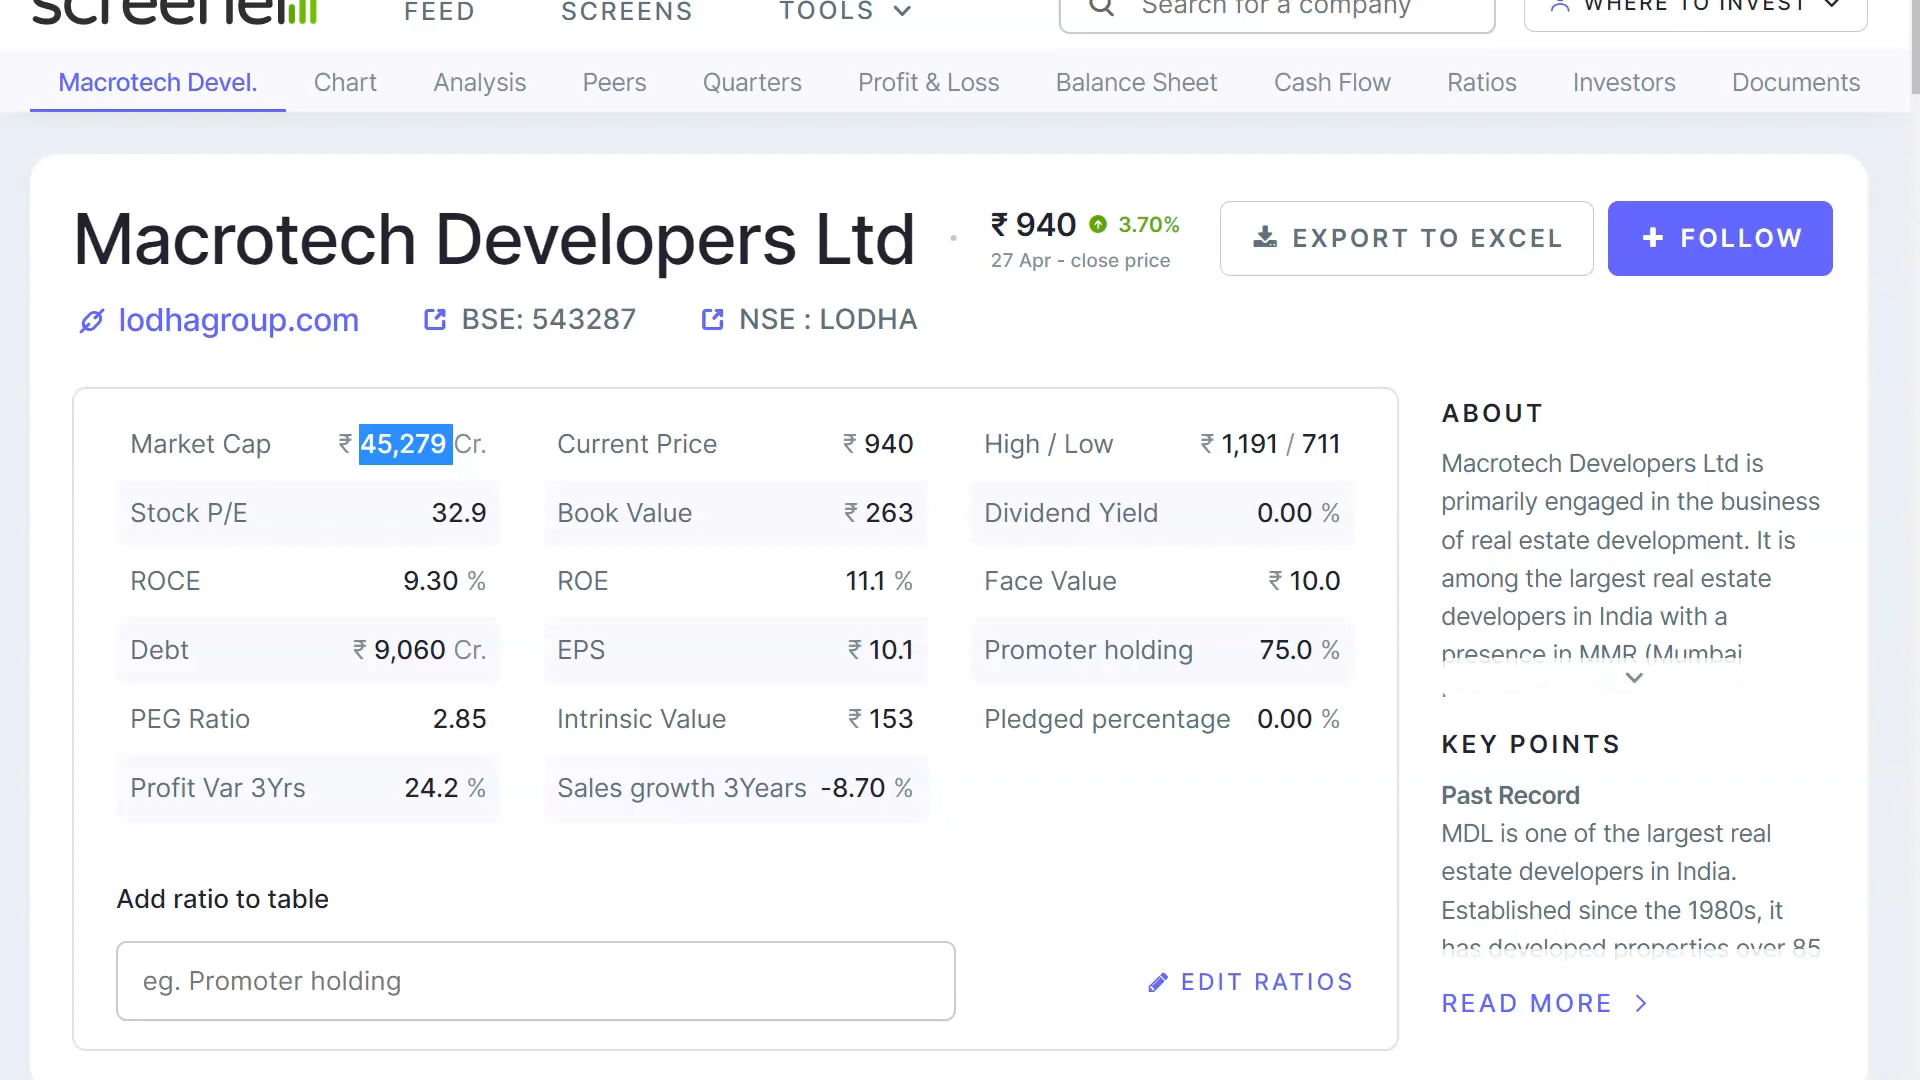 screener
FEED
SCREENS
TOOLS
Search for a company
WHERE TO INVEST
Macrotech Devel.
Chart
Analysis
Peers
Quarters
Profit & Loss
Balance Sheet
Cash Flow
Ratios
Investors
Documents
Macrotech Developers Ltd
₹ 940 3.70%
27 Apr - close price
EXPORT TO EXCEL
FOLLOW
lodhagroup.com
BSE: 543287
NSE : LODHA
Market Cap ₹ 45,279 Cr.
Current Price ₹ 940
High / Low ₹ 1,191 / 711
Stock P/E 32.9
Book Value ₹ 263
Dividend Yield 0.00 %
ROCE 9.30 %
ROE 11.1 %
Face Value ₹ 10.0
Debt ₹ 9,060 Cr.
EPS ₹ 10.1
Promoter holding 75.0 %
PEG Ratio 2.85
Intrinsic Value ₹ 153
Pledged percentage 0.00 %
Profit Var 3Yrs 24.2 %
Sales growth 3Years -8.70 %
Add ratio to table
eg. Promoter holding
EDIT RATIOS
ABOUT
Macrotech Developers Ltd is
primarily engaged in the business
of real estate development. It is
among the largest real estate
developers in India with a
presence in MMR (Mumbai
KEY POINTS
Past Record
MDL is one of the largest real
estate developers in India.
Established since the 1980s, it
has developed properties over 85
READ MORE